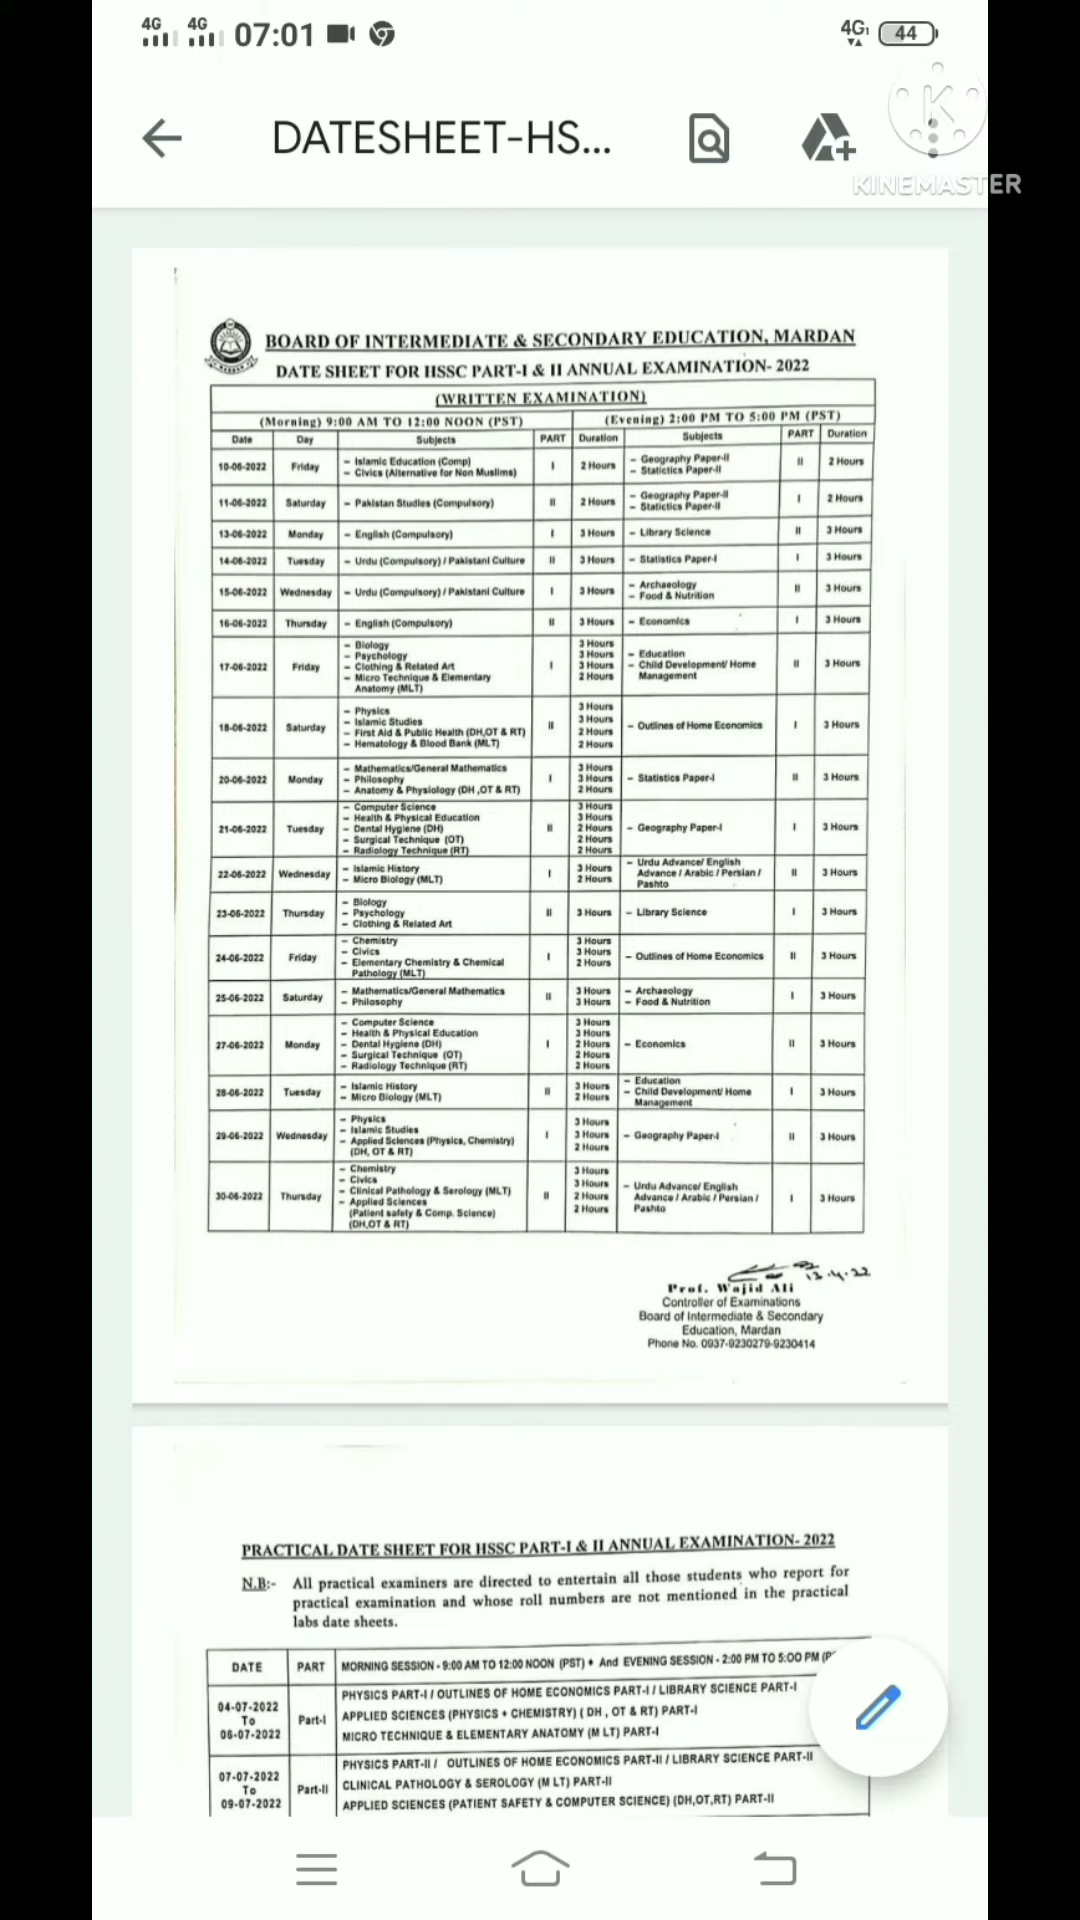 4G 4G 07:01 4G 44
DATESHEET-HS...
KINEMASTER
BOARD OF INTERMEDIATE & SECONDARY EDUCATION, MARDAN
DATE SHEET FOR HSSC PART-I & II ANNUAL EXAMINATION- 2022
(WRITTEN EXAMINATION)
(Morning) 9:00 AM TO 12:00 NOON (PST) (Evening) 2:00 PM TO 5:00 PM (PST)
Date Day Subjects PART Duration Subjects PART Duration
10-06-2022 Friday – Islamic Education (Comp) – Civics (Alternative for Non Muslims) I 2 Hours – Geography Paper-II – Statictics Paper-II II 2 Hours
11-06-2022 Saturday – Pakistan Studies (Compulsory) II 2 Hours – Geography Paper-II – Statictics Paper-II I 2 Hours
13-06-2022 Monday – English (Compulsory) I 3 Hours – Library Science II 3 Hours
14-06-2022 Tuesday – Urdu (Compulsory) / Pakistani Culture II 3 Hours – Statistics Paper-I I 3 Hours
15-06-2022 Wednesday – Urdu (Compulsory) / Pakistani Culture I 3 Hours – Archaeology – Food & Nutrition II 3 Hours
16-06-2022 Thursday – English (Compulsory) II 3 Hours – Economics I 3 Hours
17-06-2022 Friday – Biology – Psychology – Clothing & Related Art – Micro Technique & Elementary Anatomy (MLT) I 3 Hours 3 Hours 3 Hours 2 Hours – Education – Child Development/ Home Management II 3 Hours
18-06-2022 Saturday – Physics – Islamic Studies – First Aid & Public Health (DH,OT & RT) – Hematology & Blood Bank (MLT) II 3 Hours 3 Hours 2 Hours 2 Hours – Outlines of Home Economics I 3 Hours
20-06-2022 Monday – Mathematics/General Mathematics – Philosophy – Anatomy & Physiology (DH ,OT & RT) I 3 Hours 3 Hours 2 Hours – Statistics Paper-I II 3 Hours
21-06-2022 Tuesday – Computer Science – Health & Physical Education – Dental Hygiene (DH) – Surgical Technique (OT) – Radiology Technique (RT) II 3 Hours 3 Hours 2 Hours 2 Hours 2 Hours – Geography Paper-I I 3 Hours
22-06-2022 Wednesday – Islamic History – Micro Biology (MLT) I 3 Hours 2 Hours – Urdu Advance/ English Advance / Arabic / Persian / Pashto II 3 Hours
23-06-2022 Thursday – Biology – Psychology – Clothing & Related Art II 3 Hours – Library Science I 3 Hours
24-06-2022 Friday – Chemistry – Civics – Elementary Chemistry & Chemical Pathology (MLT) I 3 Hours 3 Hours 2 Hours – Outlines of Home Economics II 3 Hours
25-06-2022 Saturday – Mathematics/General Mathematics – Philosophy II 3 Hours 3 Hours – Archaeology – Food & Nutrition I 3 Hours
27-06-2022 Monday – Computer Science – Health & Physical Education – Dental Hygiene (DH) – Surgical Technique (OT) – Radiology Technique (RT) I 3 Hours 3 Hours 2 Hours 2 Hours 2 Hours – Economics II 3 Hours
28-06-2022 Tuesday – Islamic History – Micro Biology (MLT) II 3 Hours 2 Hours – Education – Child Development/ Home Management I 3 Hours
29-06-2022 Wednesday – Physics – Islamic Studies – Applied Sciences (Physics, Chemistry) (DH, OT & RT) I 3 Hours 3 Hours 2 Hours – Geography Paper-I II 3 Hours
30-06-2022 Thursday – Chemistry – Civics – Clinical Pathology & Serology (MLT) – Applied Sciences (Patient safety & Comp. Science) (DH,OT & RT) II 3 Hours 3 Hours 2 Hours 2 Hours – Urdu Advance/ English Advance / Arabic / Persian / Pashto I 3 Hours
13.4.22
Prof. Wajid Ali
Controller of Examinations
Board of Intermediate & Secondary
Education, Mardan
Phone No. 0937-9230279-9230414
PRACTICAL DATE SHEET FOR HSSC PART-I & II ANNUAL EXAMINATION- 2022
N.B:- All practical examiners are directed to entertain all those students who report for
practical examination and whose roll numbers are not mentioned in the practical
labs date sheets.
DATE PART MORNING SESSION - 9:00 AM TO 12:00 NOON (PST) And EVENING SESSION - 2:00 PM TO 5:00 PM
04-07-2022 To 06-07-2022 Part-I PHYSICS PART-I / OUTLINES OF HOME ECONOMICS PART-I / LIBRARY SCIENCE PART-I
APPLIED SCIENCES (PHYSICS + CHEMISTRY) ( DH , OT & RT) PART-I
MICRO TECHNIQUE & ELEMENTARY ANATOMY (M LT) PART-I
07-07-2022 To 09-07-2022 Part-II PHYSICS PART-II / OUTLINES OF HOME ECONOMICS PART-II / LIBRARY SCIENCE PART-II
CLINICAL PATHOLOGY & SEROLOGY (M LT) PART-II
APPLIED SCIENCES (PATIENT SAFETY & COMPUTER SCIENCE) (DH,OT,RT) PART-II